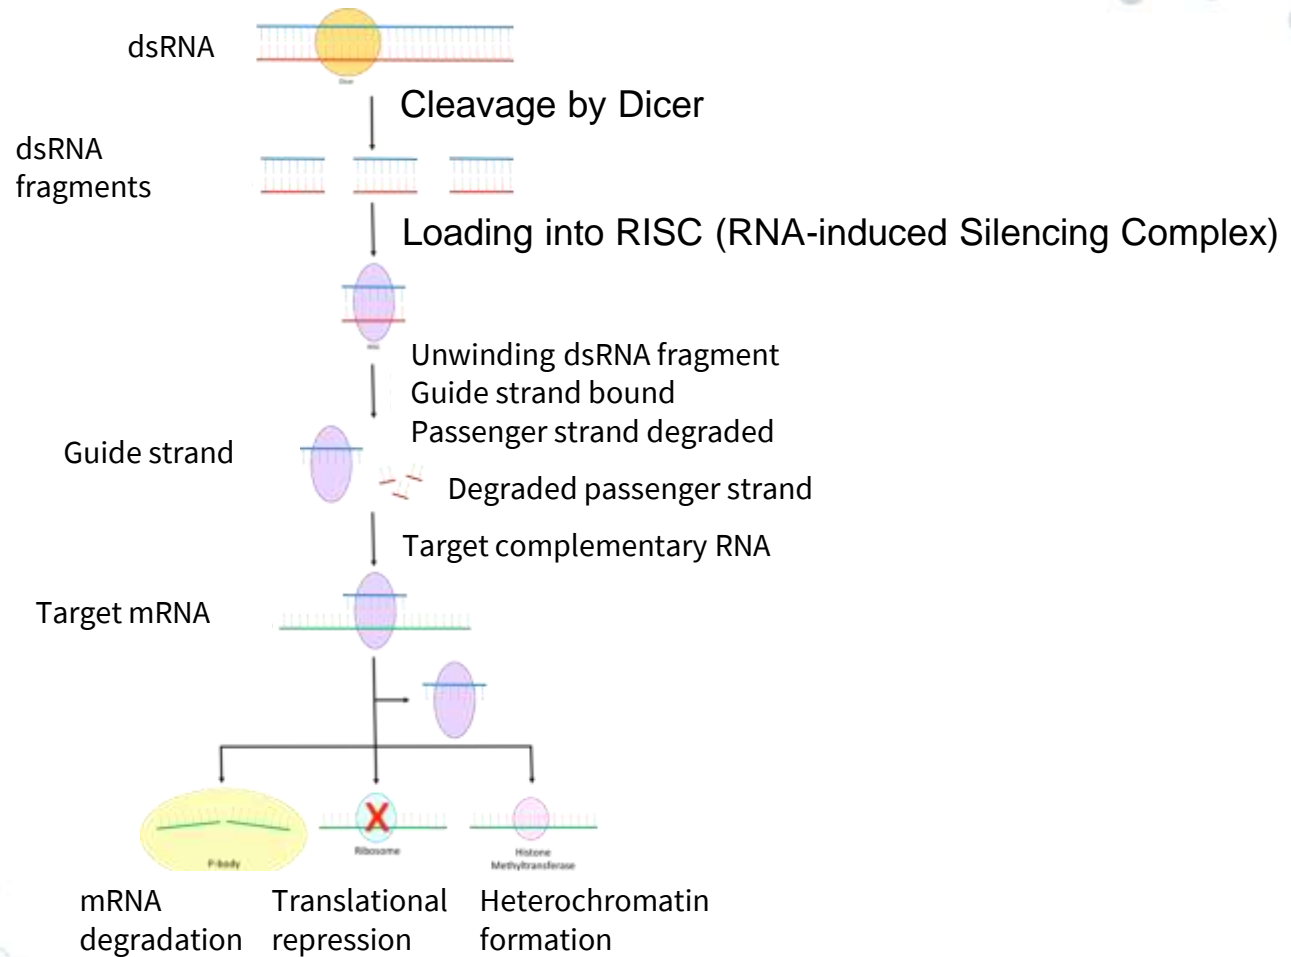 dsRNA
Dicer
Cleavage by Dicer
dsRNA
fragments
Loading into RISC (RNA-induced Silencing Complex)
RISC
Unwinding dsRNA fragment
Guide strand bound
Passenger strand degraded
Guide strand
Degraded passenger strand
Target complementary RNA
Target mRNA
X
P-body
Ribosome
Histone
Methyltransferase
mRNA
degradation
Translational
repression
Heterochromatin
formation